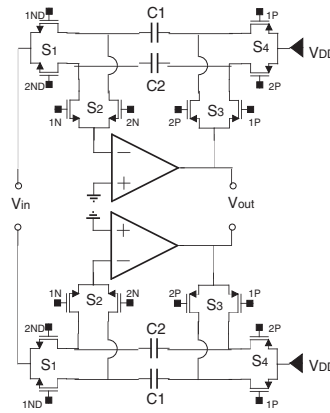 C1
1ND
1P
S1
S4
VDD
C2
2ND
2P
S2
S3
1N
2N
2P
1P
−
+
Vin
Vout
+
−
1N
2N
2P
1P
S2
S3
2ND
2P
C2
S1
S4
VDD
C1
1ND
1P